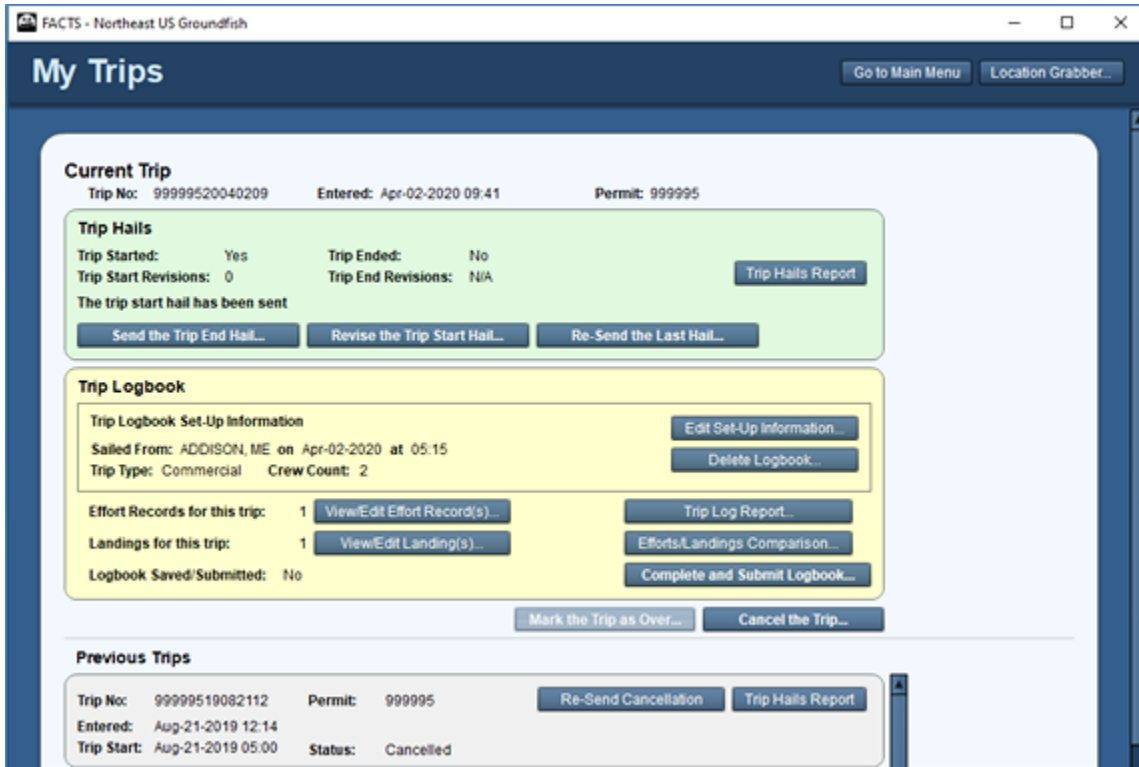 FACTS - Northeast US Groundfish
My Trips
Go to Main Menu Location Grabber...
Current Trip
Trip No: 99999520040209 Entered: Apr-02-2020 09:41 Permit: 999995
Trip Hails
Trip Started: Yes Trip Ended: No
Trip Start Revisions: 0 Trip End Revisions: N/A
Trip Hails Report
The trip start hail has been sent
Send the Trip End Hail... Revise the Trip Start Hail... Re-Send the Last Hail...
Trip Logbook
Trip Logbook Set-Up Information
Edit Set-Up Information...
Sailed From: ADDISON, ME on Apr-02-2020 at 05:15
Delete Logbook...
Trip Type: Commercial Crew Count: 2
Effort Records for this trip: 1 View/Edit Effort Record(s)... Trip Log Report...
Landings for this trip: 1 View/Edit Landing(s)... Efforts/Landings Comparison...
Logbook Saved/Submitted: No Complete and Submit Logbook...
Mark the Trip as Over... Cancel the Trip...
Previous Trips
Trip No: 99999519082112 Permit: 999995 Re-Send Cancellation Trip Hails Report
Entered: Aug-21-2019 12:14
Trip Start: Aug-21-2019 05:00 Status: Cancelled